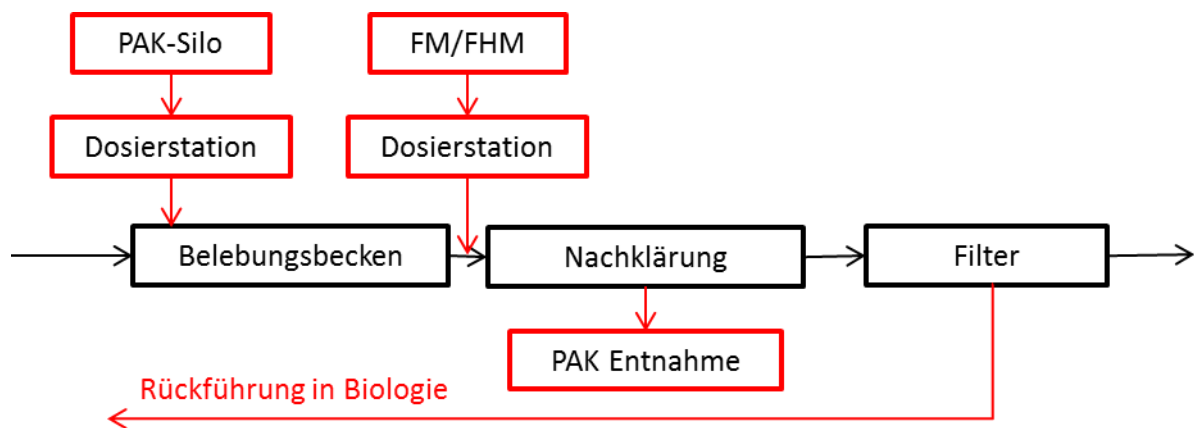 PAK-Silo
FM/FHM
Dosierstation
Dosierstation
Belebungsbecken
Nachklärung
Filter
PAK Entnahme
Rückführung in Biologie